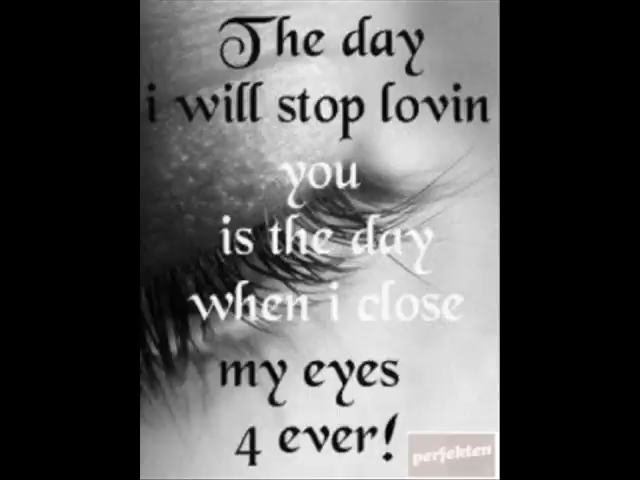 The day
i will stop lovin
you
is the day
when i close
my eyes
4 ever!
perfekten